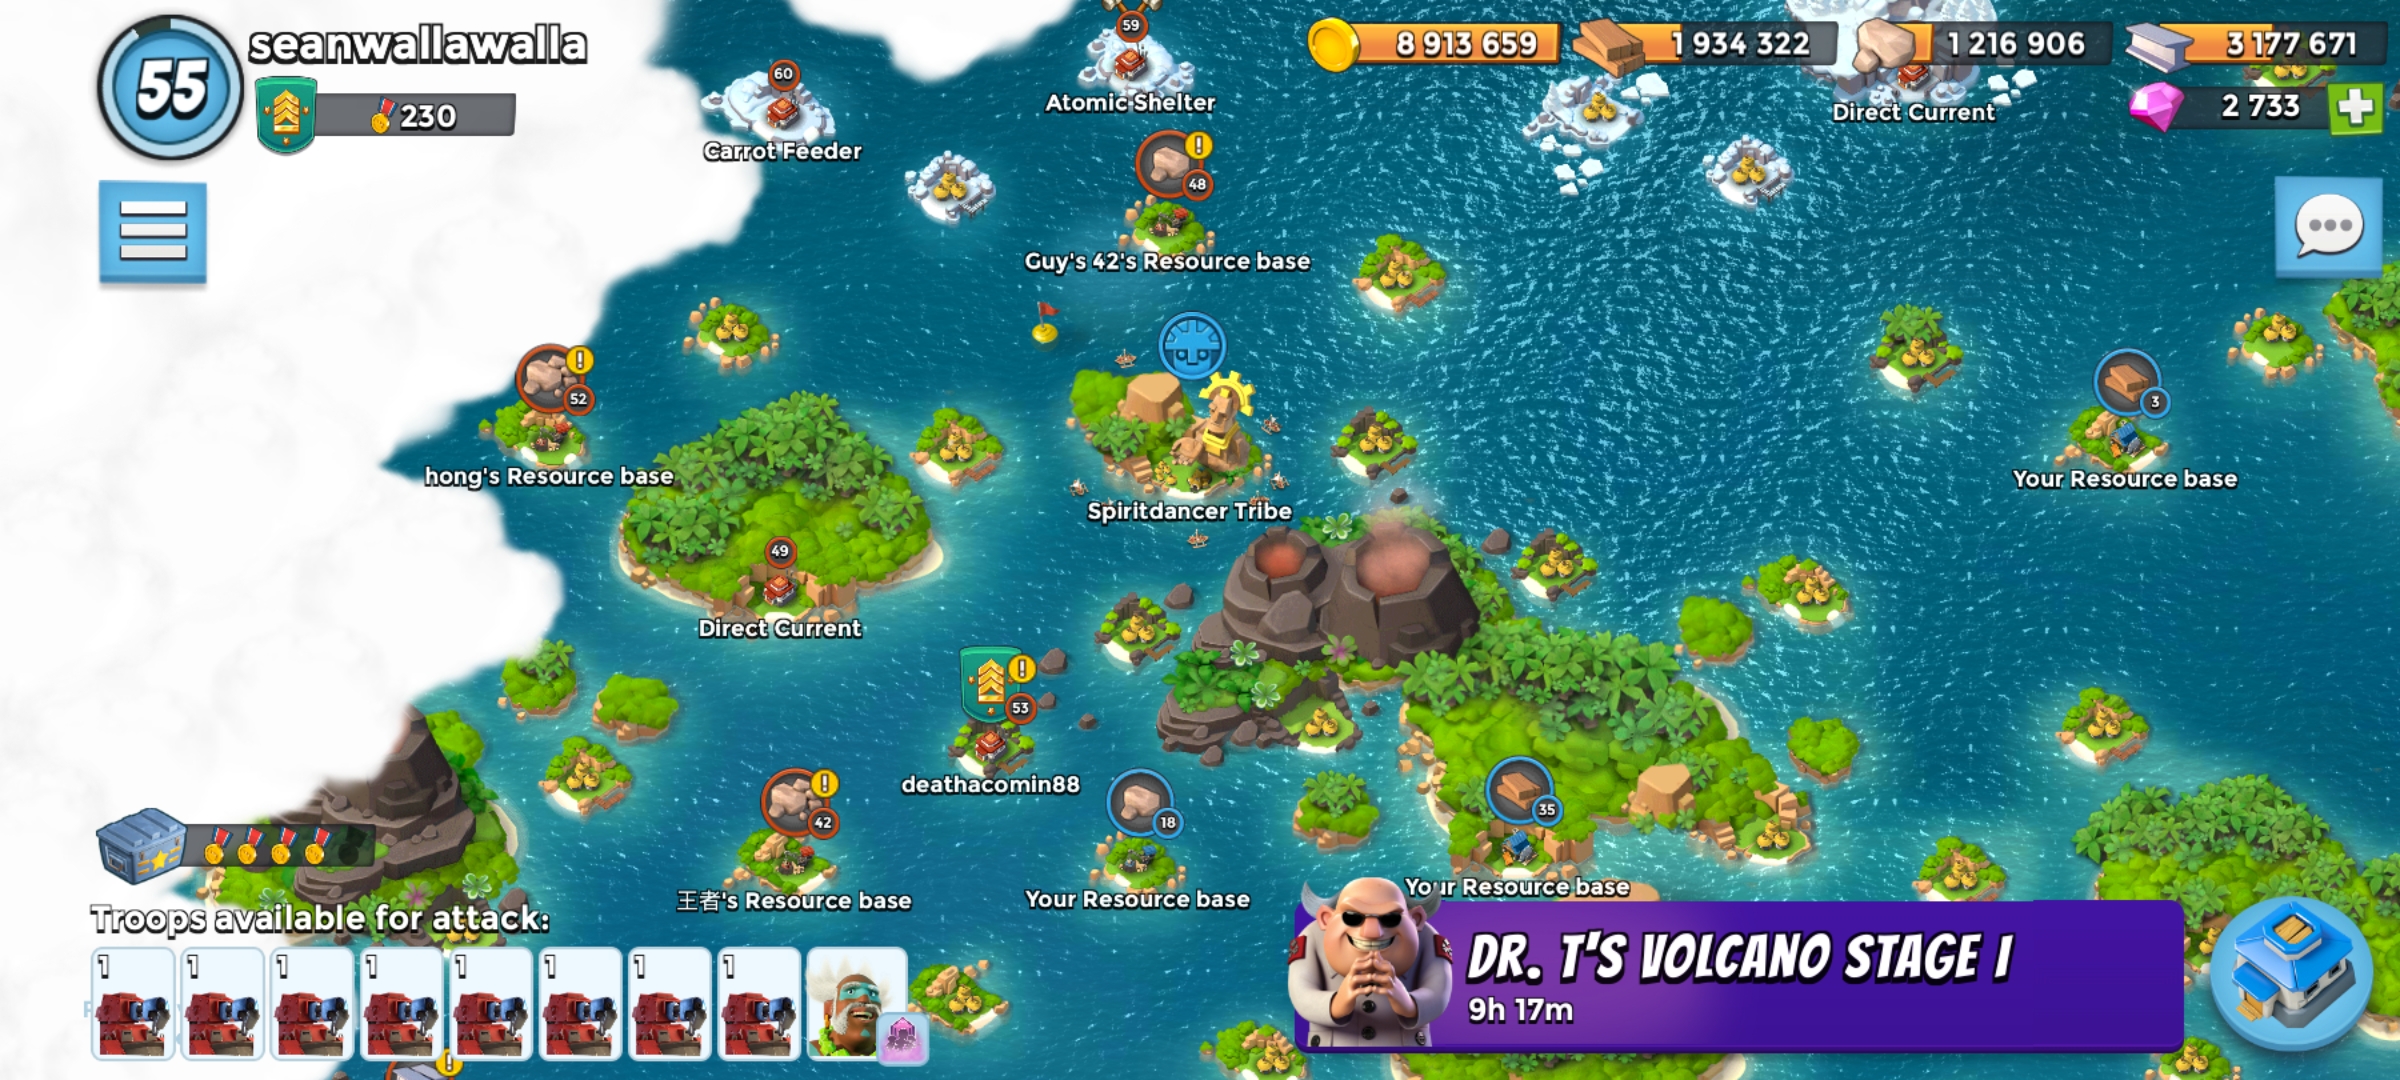 55
seanwallawalla
230
59
8 913 659
1 934 322
1 216 906
3 177 671
2 733
60
Atomic Shelter
Direct Current
Carrot Feeder
48
Guy's 42's Resource base
52
3
hong's Resource base
Your Resource base
Spiritdancer Tribe
49
Direct Current
53
deathacomin88
42
18
35
王者's Resource base
Your Resource base
Your Resource base
Troops available for attack:
1 1 1 1 1 1 1 1
DR. T'S VOLCANO STAGE I
9h 17m